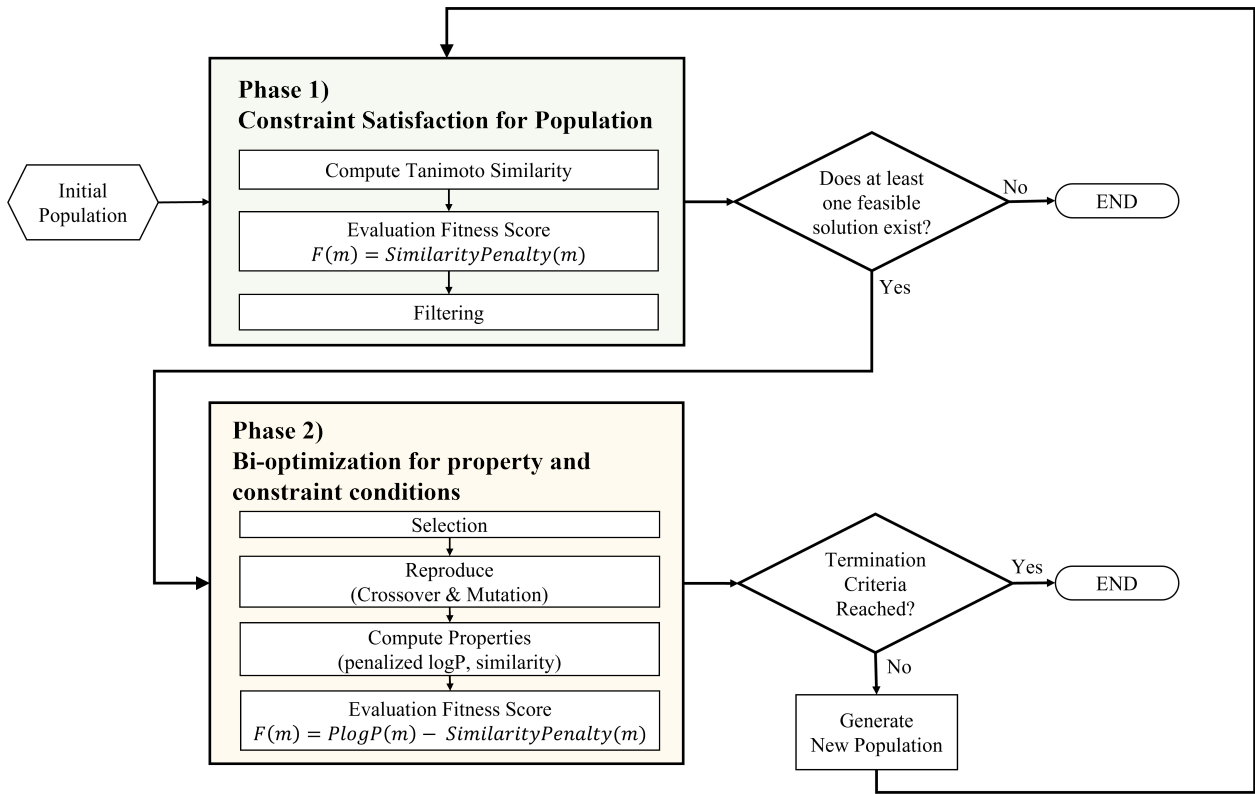 Initial
Population
Phase 1)
Constraint Satisfaction for Population
Compute Tanimoto Similarity
Evaluation Fitness Score
F(m) = SimilarityPenalty(m)
Filtering
Does at least
one feasible
solution exist?
No
END
Yes
Phase 2)
Bi-optimization for property and
constraint conditions
Selection
Reproduce
(Crossover & Mutation)
Compute Properties
(penalized logP, similarity)
Evaluation Fitness Score
F(m) = PlogP(m) − SimilarityPenalty(m)
Termination
Criteria
Reached?
Yes
END
No
Generate
New Population